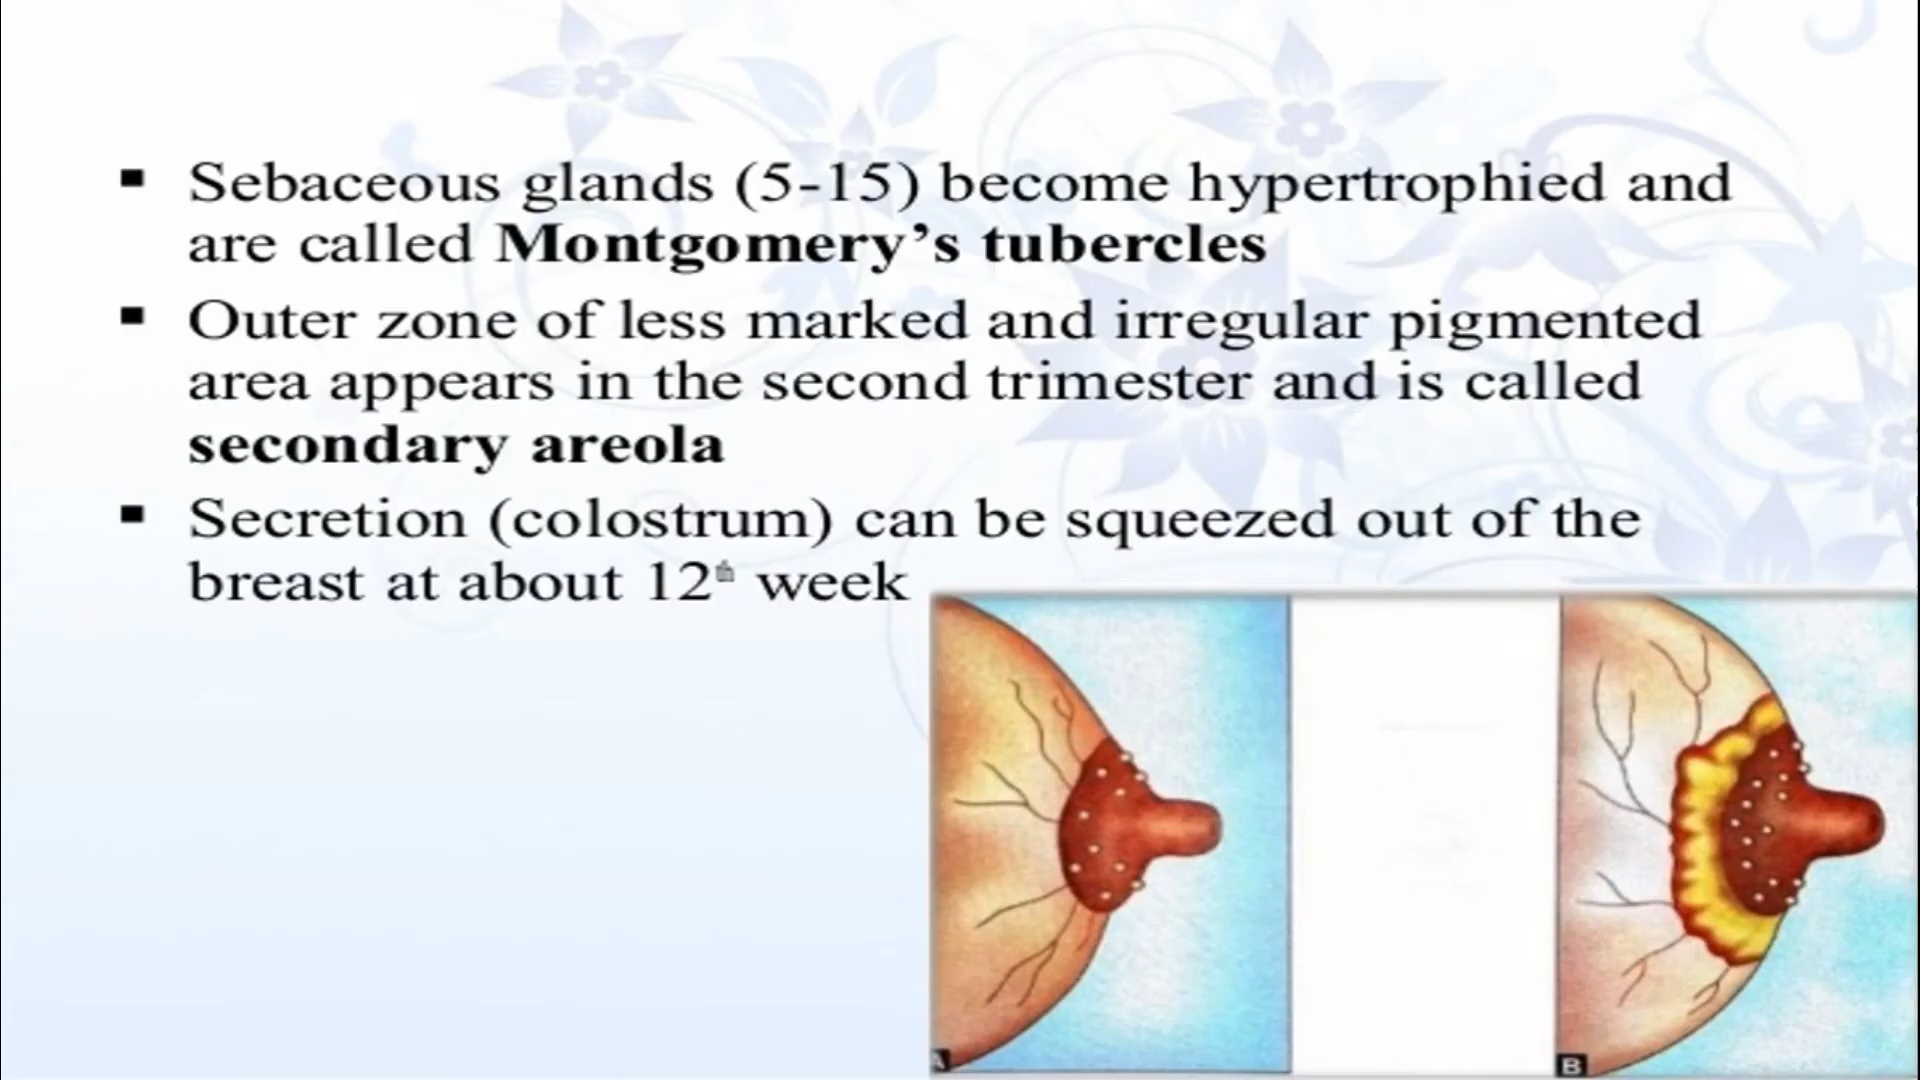 ▪ Sebaceous glands (5-15) become hypertrophied and
are called Montgomery's tubercles
▪ Outer zone of less marked and irregular pigmented
area appears in the second trimester and is called
secondary areola
▪ Secretion (colostrum) can be squeezed out of the
breast at about 12th week
A
B